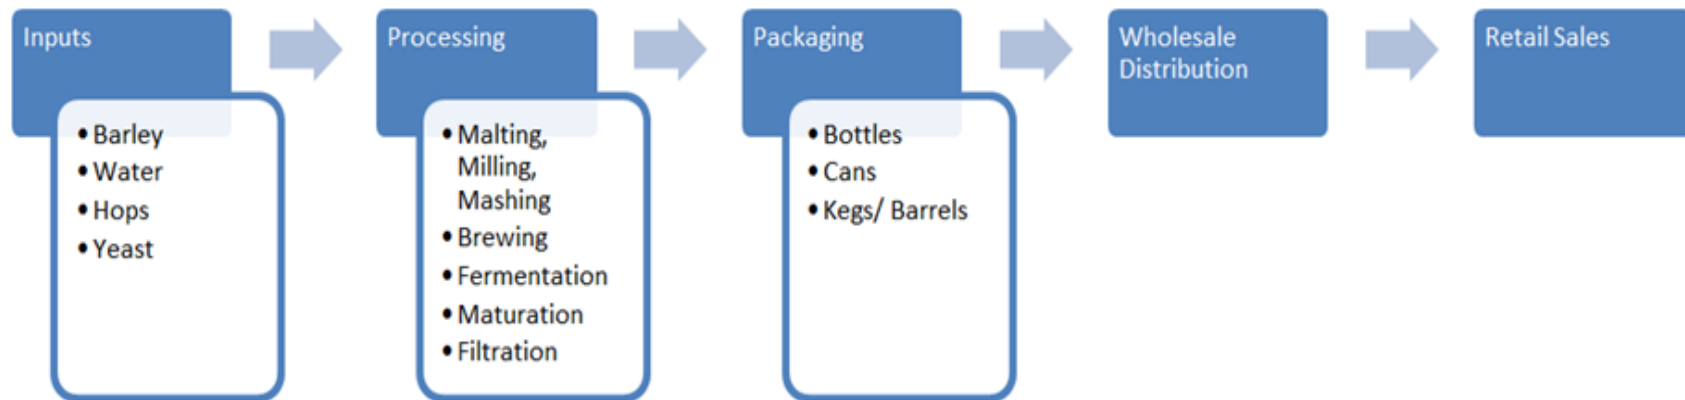 Inputs
• Barley
• Water
• Hops
• Yeast
Processing
• Malting,
Milling,
Mashing
• Brewing
• Fermentation
• Maturation
• Filtration
Packaging
• Bottles
• Cans
• Kegs/ Barrels
Wholesale
Distribution
Retail Sales